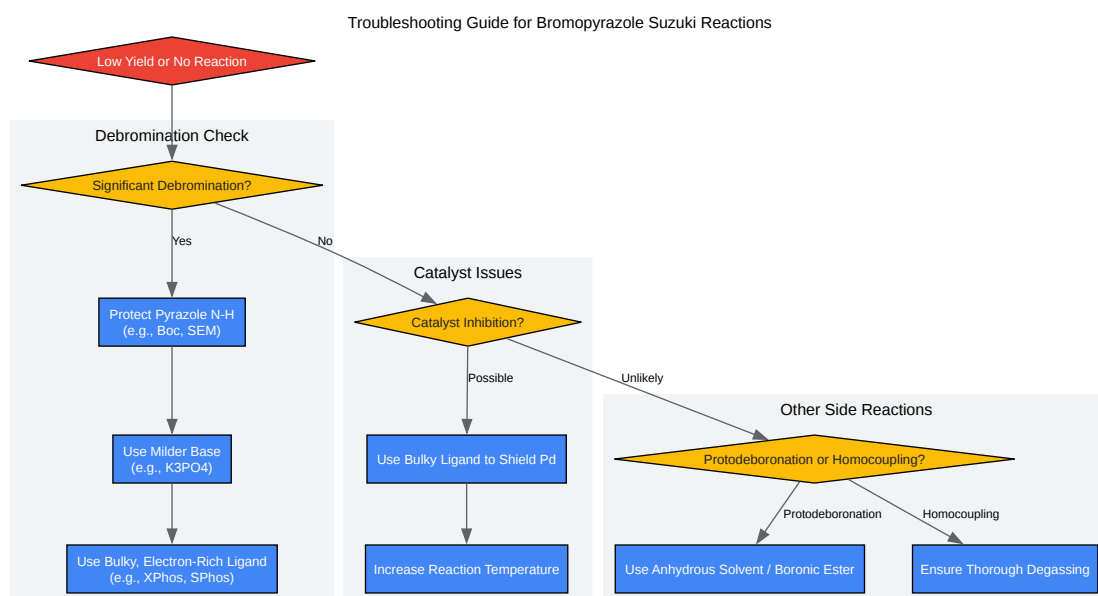 Troubleshooting Guide for Bromopyrazole Suzuki Reactions
Low Yield or No Reaction
Debromination Check
Significant Debromination?
Yes
No
Protect Pyrazole N-H
(e.g., Boc, SEM)
Use Milder Base
(e.g., K3PO4)
Use Bulky, Electron-Rich Ligand
(e.g., XPhos, SPhos)
Catalyst Issues
Catalyst Inhibition?
Possible
Unlikely
Use Bulky Ligand to Shield Pd
Increase Reaction Temperature
Other Side Reactions
Protodeboronation or Homocoupling?
Protodeboronation
Homocoupling
Use Anhydrous Solvent / Boronic Ester
Ensure Thorough Degassing